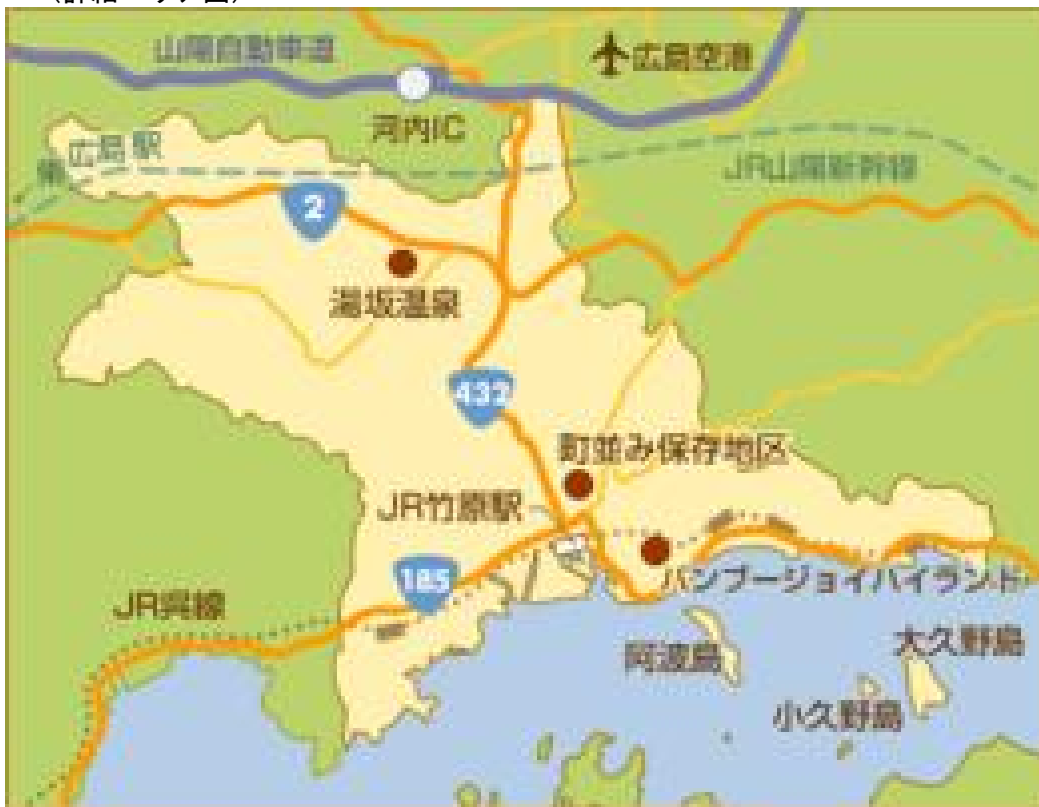 山陽自動車道
広島空港
河内IC
広島駅
JR山陽新幹線
2
湯坂温泉
432
町並み保存地区
JR竹原駅
185
バンブージョイハイランド
JR呉線
阿波島
大久野島
小久野島